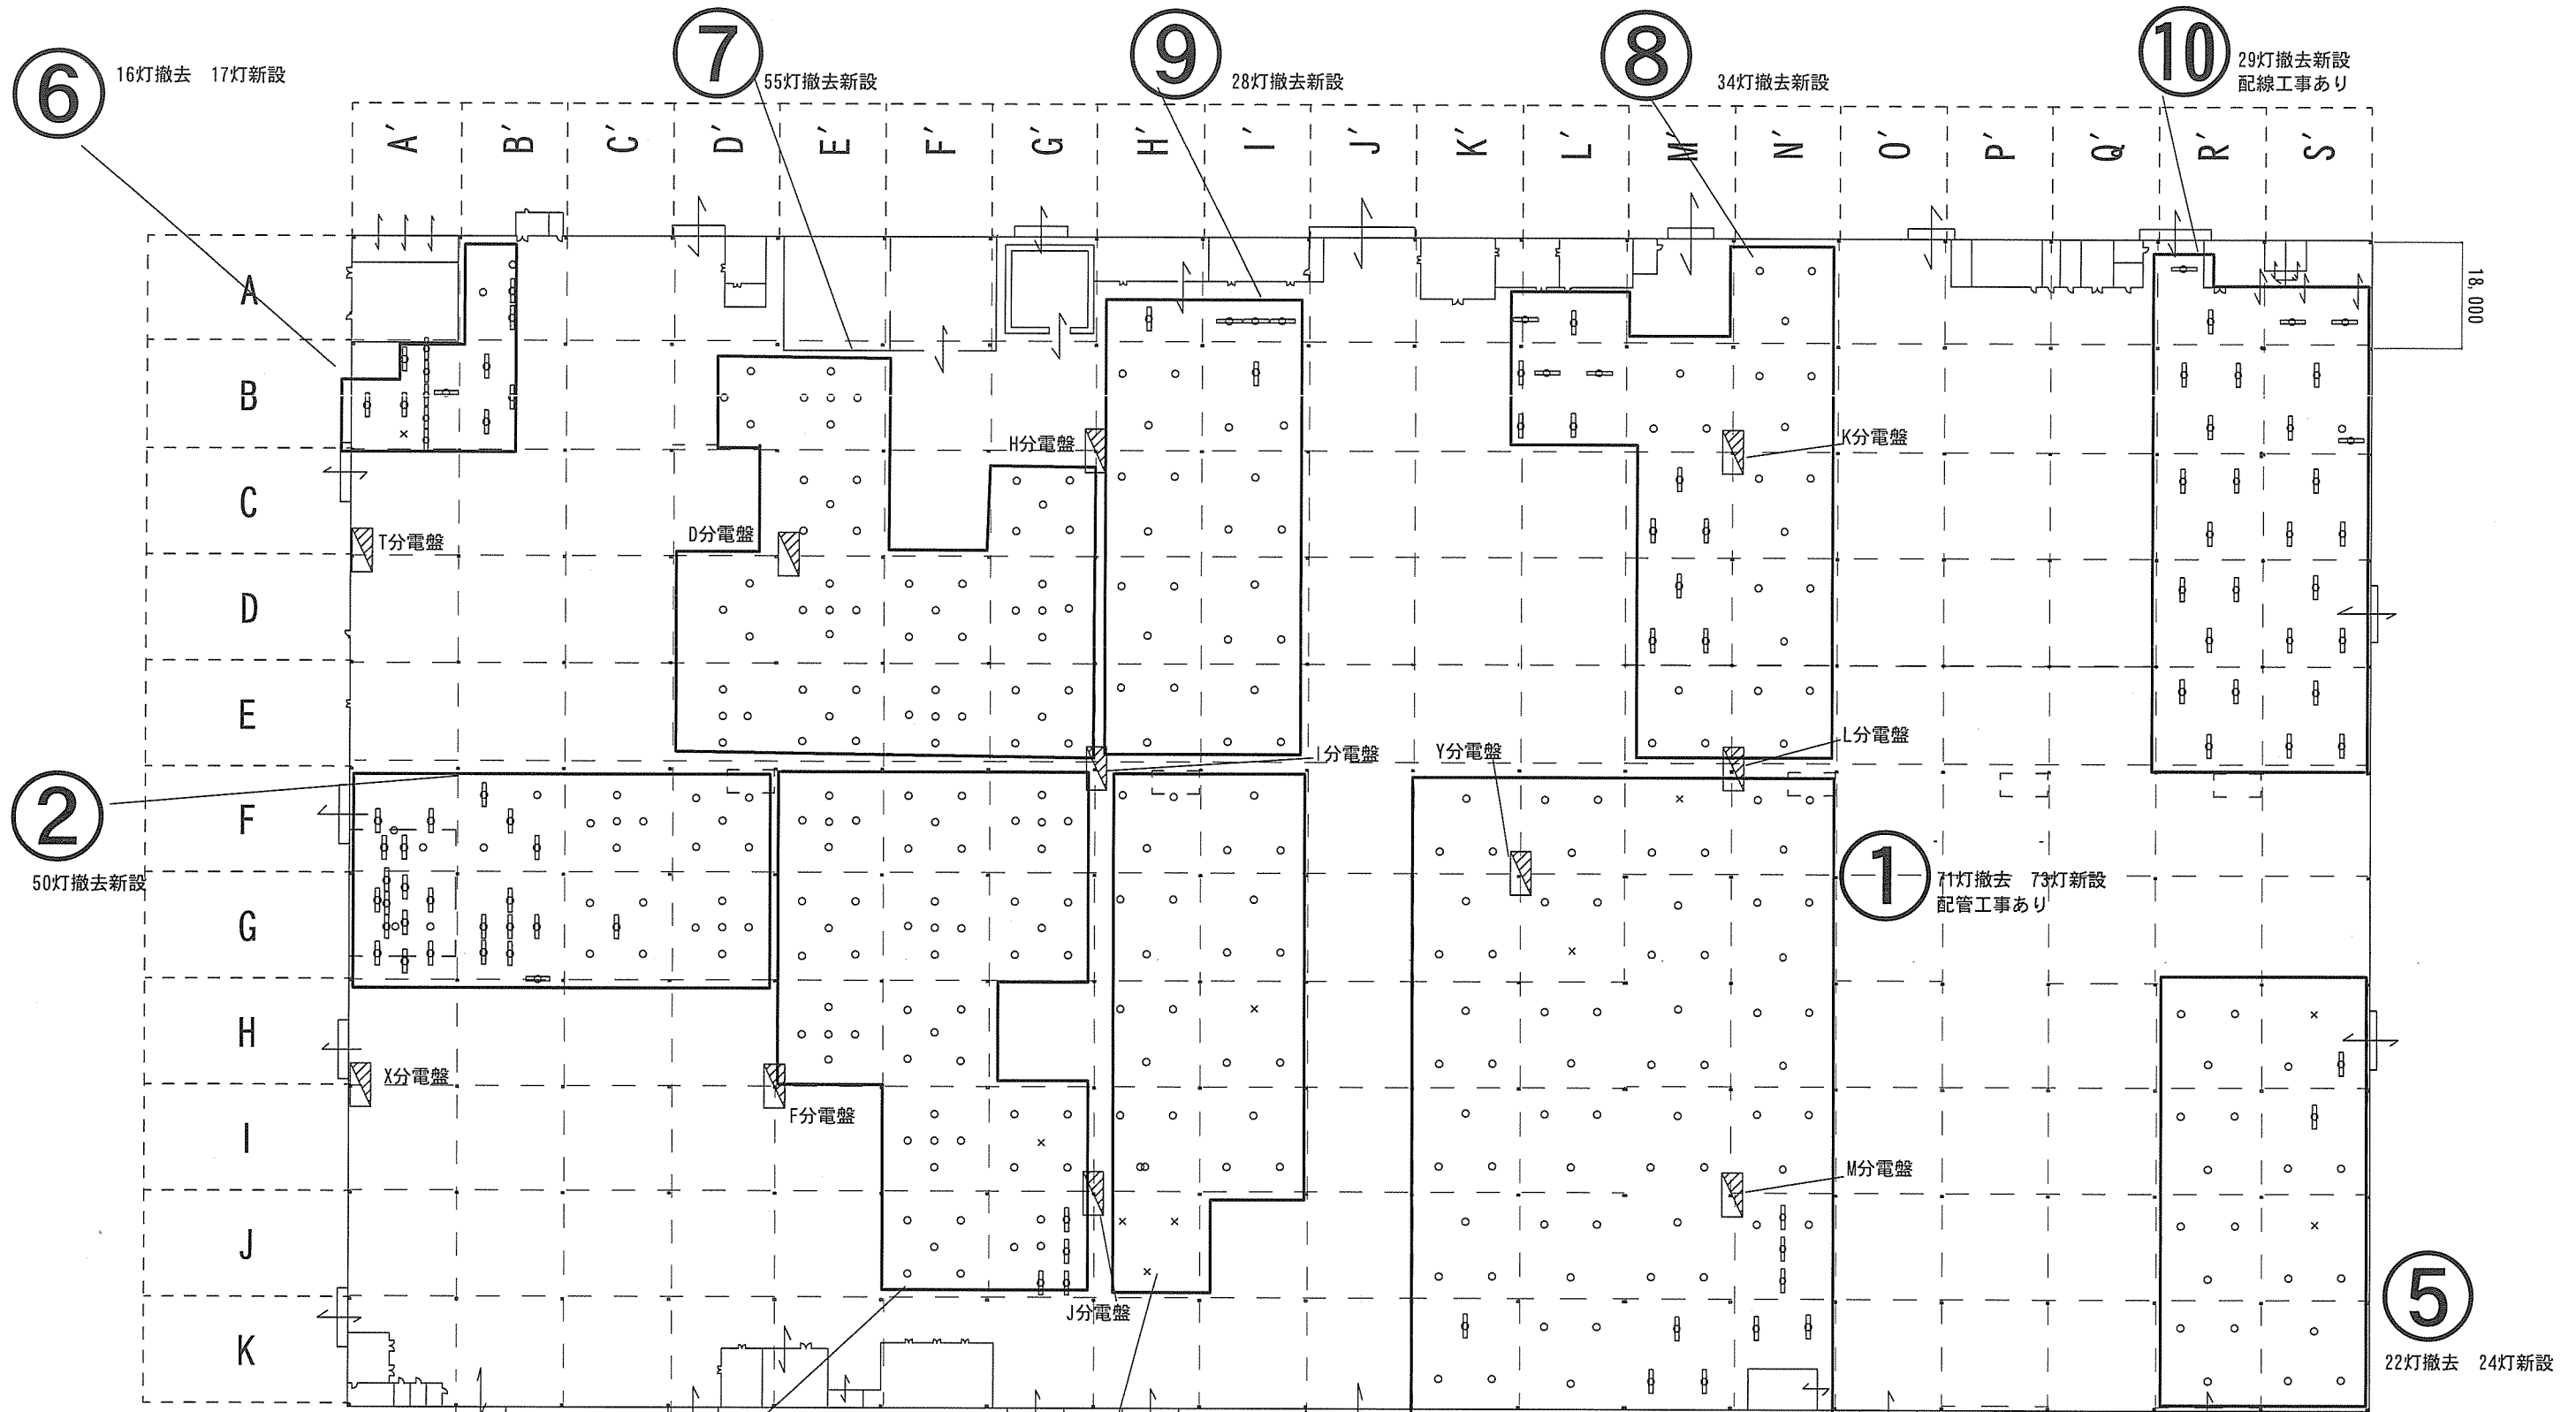 ⑥
16灯撤去　17灯新設
⑦
55灯撤去新設
⑨
28灯撤去新設
⑧
34灯撤去新設
⑩
29灯撤去新設
配線工事あり
A´ B´ C´ D´ E´ F´ G´ H´ I´ J´ K´ L´ M´ N´ O´ P´ Q´ R´ S´
18,000
A
B
H分電盤
K分電盤
C
D分電盤
T分電盤
D
E
L分電盤
I分電盤
Y分電盤
②
50灯撤去新設
F
①
71灯撤去　73灯新設
配管工事あり
G
H
X分電盤
F分電盤
I
M分電盤
J
J分電盤
⑤
22灯撤去　24灯新設
K